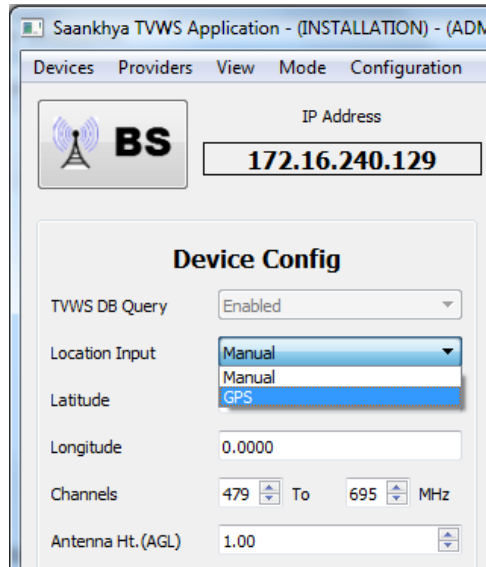 Saankhya TVWS Application - (INSTALLATION) - (ADM
Devices Providers View Mode Configuration
BS
IP Address
172.16.240.129
Device Config
TVWS DB Query Enabled
Location Input Manual
Manual
GPS
Latitude
Longitude 0.0000
Channels 479 To 695 MHz
Antenna Ht.(AGL) 1.00